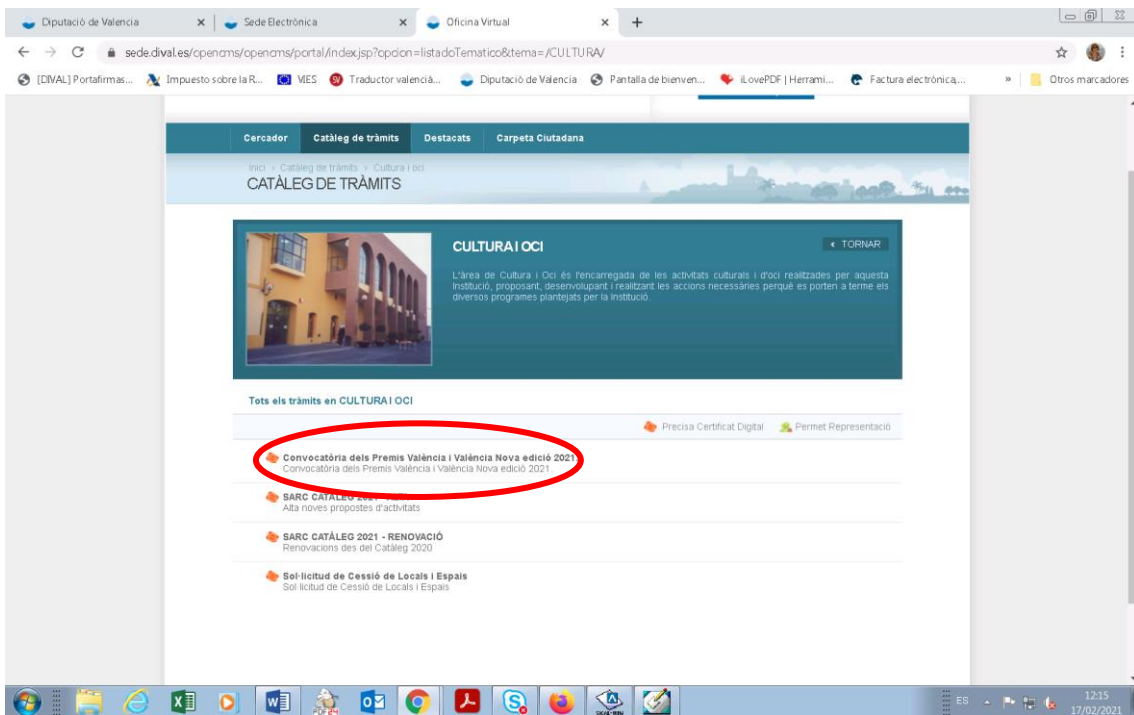 Diputació de Valencia
Sede Electrònica
Oficina Virtual
sede.dival.es/opencms/opencms/portal/index.jsp?opcion=listadoTematico&tema=/CULTURA/
[DIVAL] Portafirmas...
Impuesto sobre la R...
VIES
Traductor valencià...
Diputació de Valencia
Pantalla de bienven...
iLovePDF | Herrami...
Factura electrònica,...
»
Otros marcadores
Cercador
Catàleg de tràmits
Destacats
Carpeta Ciutadana
Inici » Catàleg de tràmits » Cultura i oci
CATÀLEG DE TRÀMITS
CULTURA I OCI
TORNAR
L'àrea de Cultura i Oci és l'encarregada de les activitats culturals i d'oci realitzades per aquesta
Institució, proposant, desenvolupant i realitzant les accions necessàries perquè es porten a terme els
diversos programes plantejats per la Institució.
Tots els tràmits en CULTURA I OCI
Precisa Certificat Digital
Permet Representació
Convocatòria dels Premis València i València Nova edició 2021.
Convocatòria dels Premis València i València Nova edició 2021.
SARC CATÀLEG 2021
Alta noves propostes d'activitats
SARC CATÀLEG 2021 - RENOVACIÓ
Renovacions des del Catàleg 2020
Sol·licitud de Cessió de Locals i Espais
Sol·licitud de Cessió de Locals i Espais
ES
12:15
17/02/2021